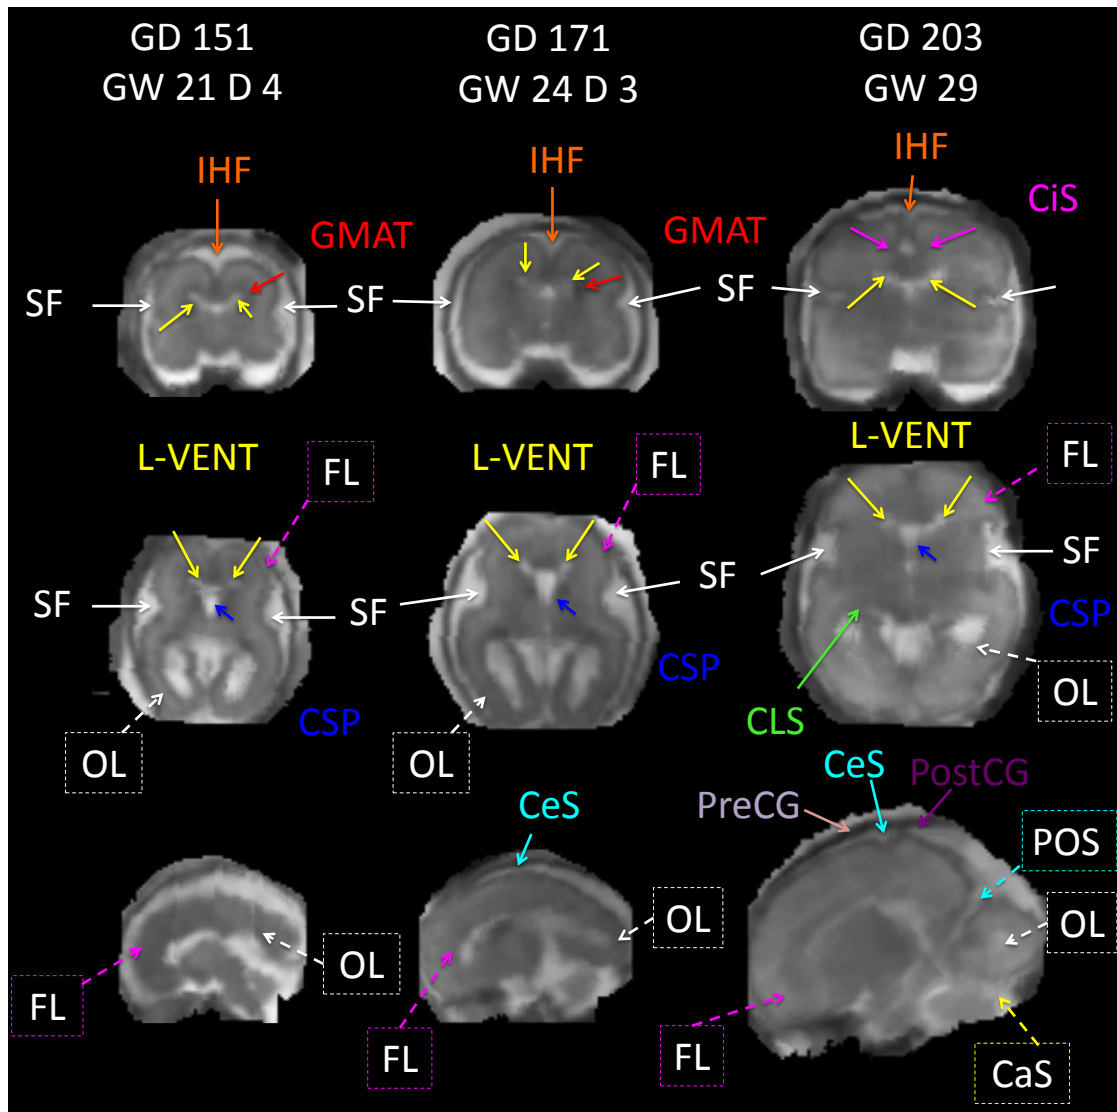 GD 151
GW 21 D 4
GD 171
GW 24 D 3
GD 203
GW 29
IHF
IHF
IHF
CiS
GMAT
GMAT
SF
SF
SF
L-VENT
L-VENT
L-VENT
FL
FL
FL
SF
SF
SF
SF
CSP
CSP
CSP
OL
OL
OL
CLS
CeS
CeS
PreCG
PostCG
POS
OL
OL
OL
FL
FL
FL
CaS